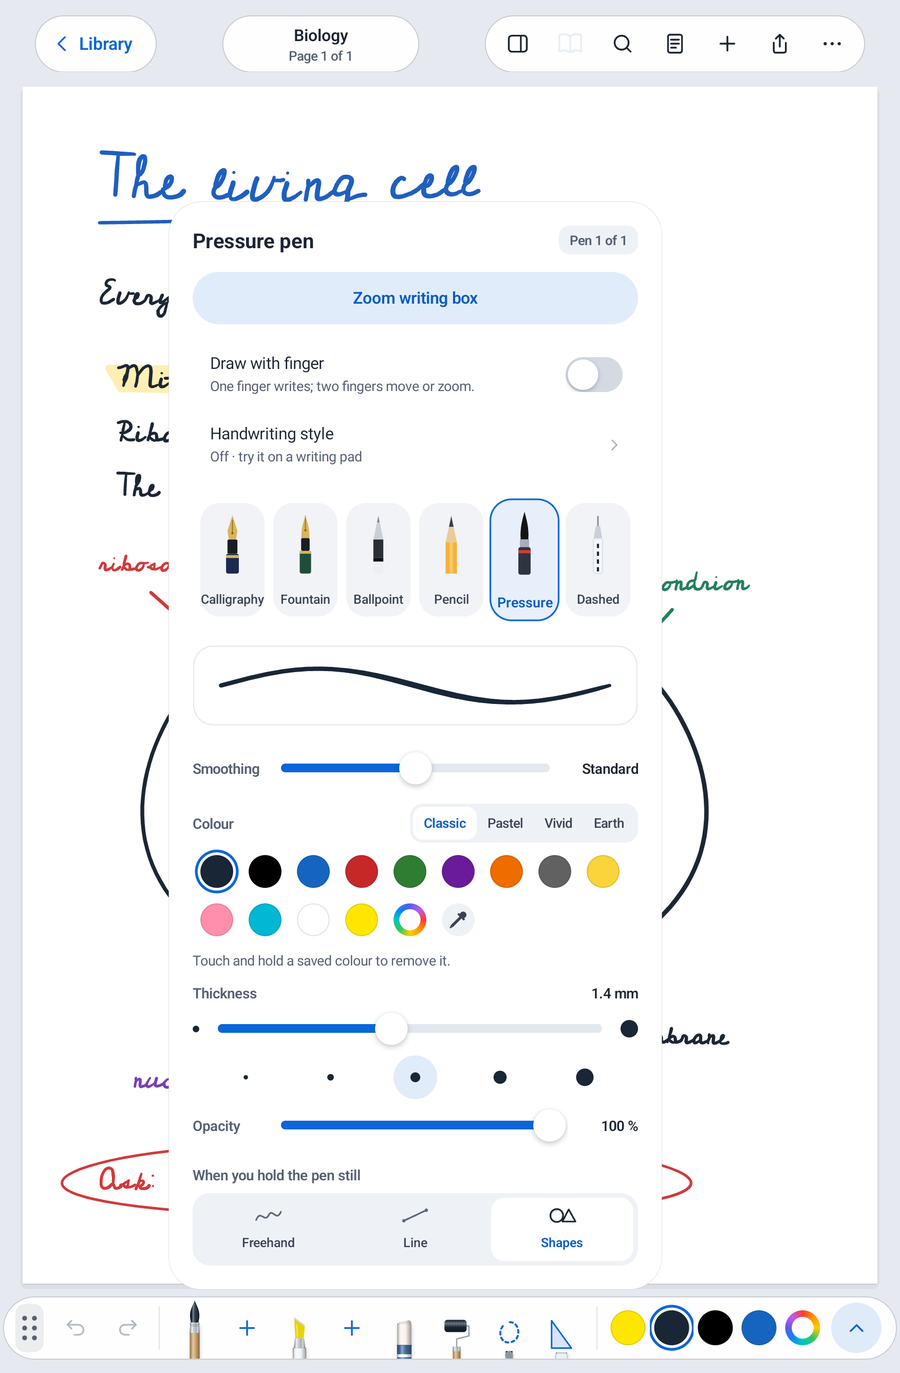 Library
Biology
Page 1 of 1
The living cell
Pressure pen
Pen 1 of 1
Zoom writing box
Every
Draw with finger
One finger writes; two fingers move or zoom.
Handwriting style
Off · try it on a writing pad
The
Calligraphy Fountain Ballpoint Pencil Pressure Dashed
Smoothing Standard
Colour Classic Pastel Vivid Earth
Touch and hold a saved colour to remove it.
Thickness 1.4 mm
Opacity 100 %
When you hold the pen still
Ask:
Freehand Line Shapes